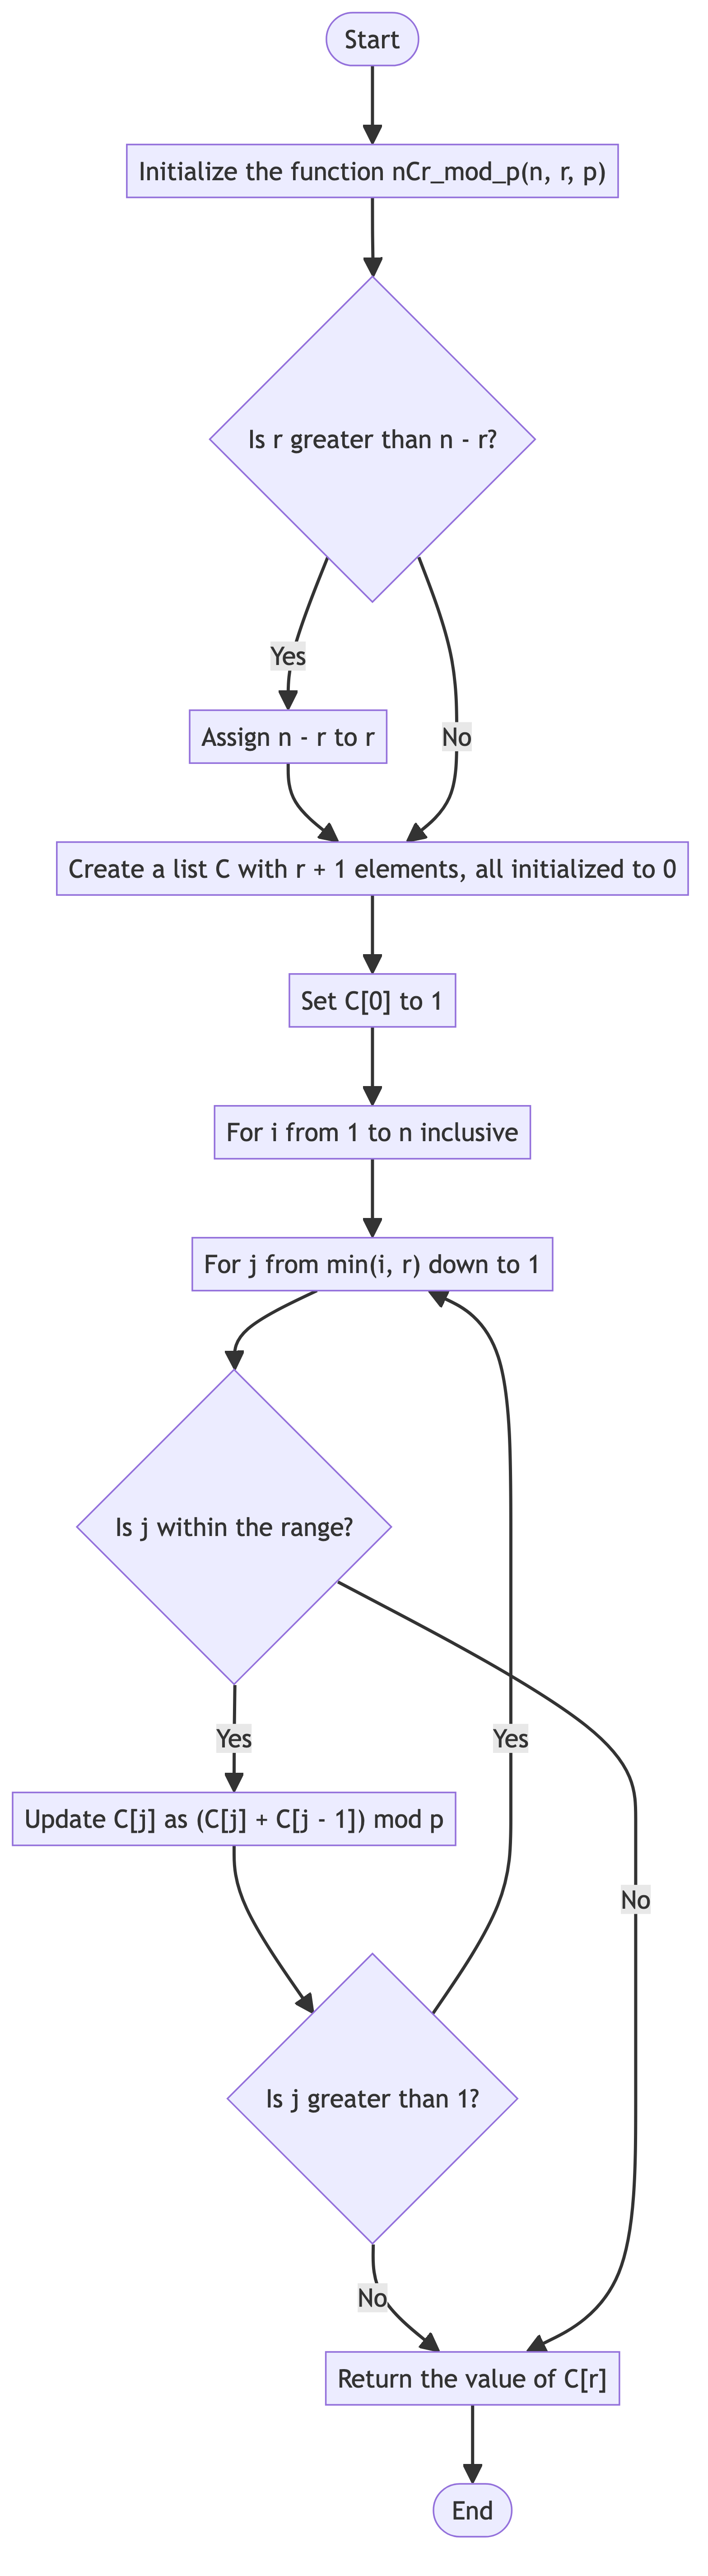 Start
Initialize the function nCr_mod_p(n, r, p)
Is r greater than n - r?
Yes
Assign n - r to r
No
Create a list C with r + 1 elements, all initialized to 0
Set C[0] to 1
For i from 1 to n inclusive
For j from min(i, r) down to 1
Is j within the range?
Yes
Yes
Update C[j] as (C[j] + C[j - 1]) mod p
No
Is j greater than 1?
No
Return the value of C[r]
End